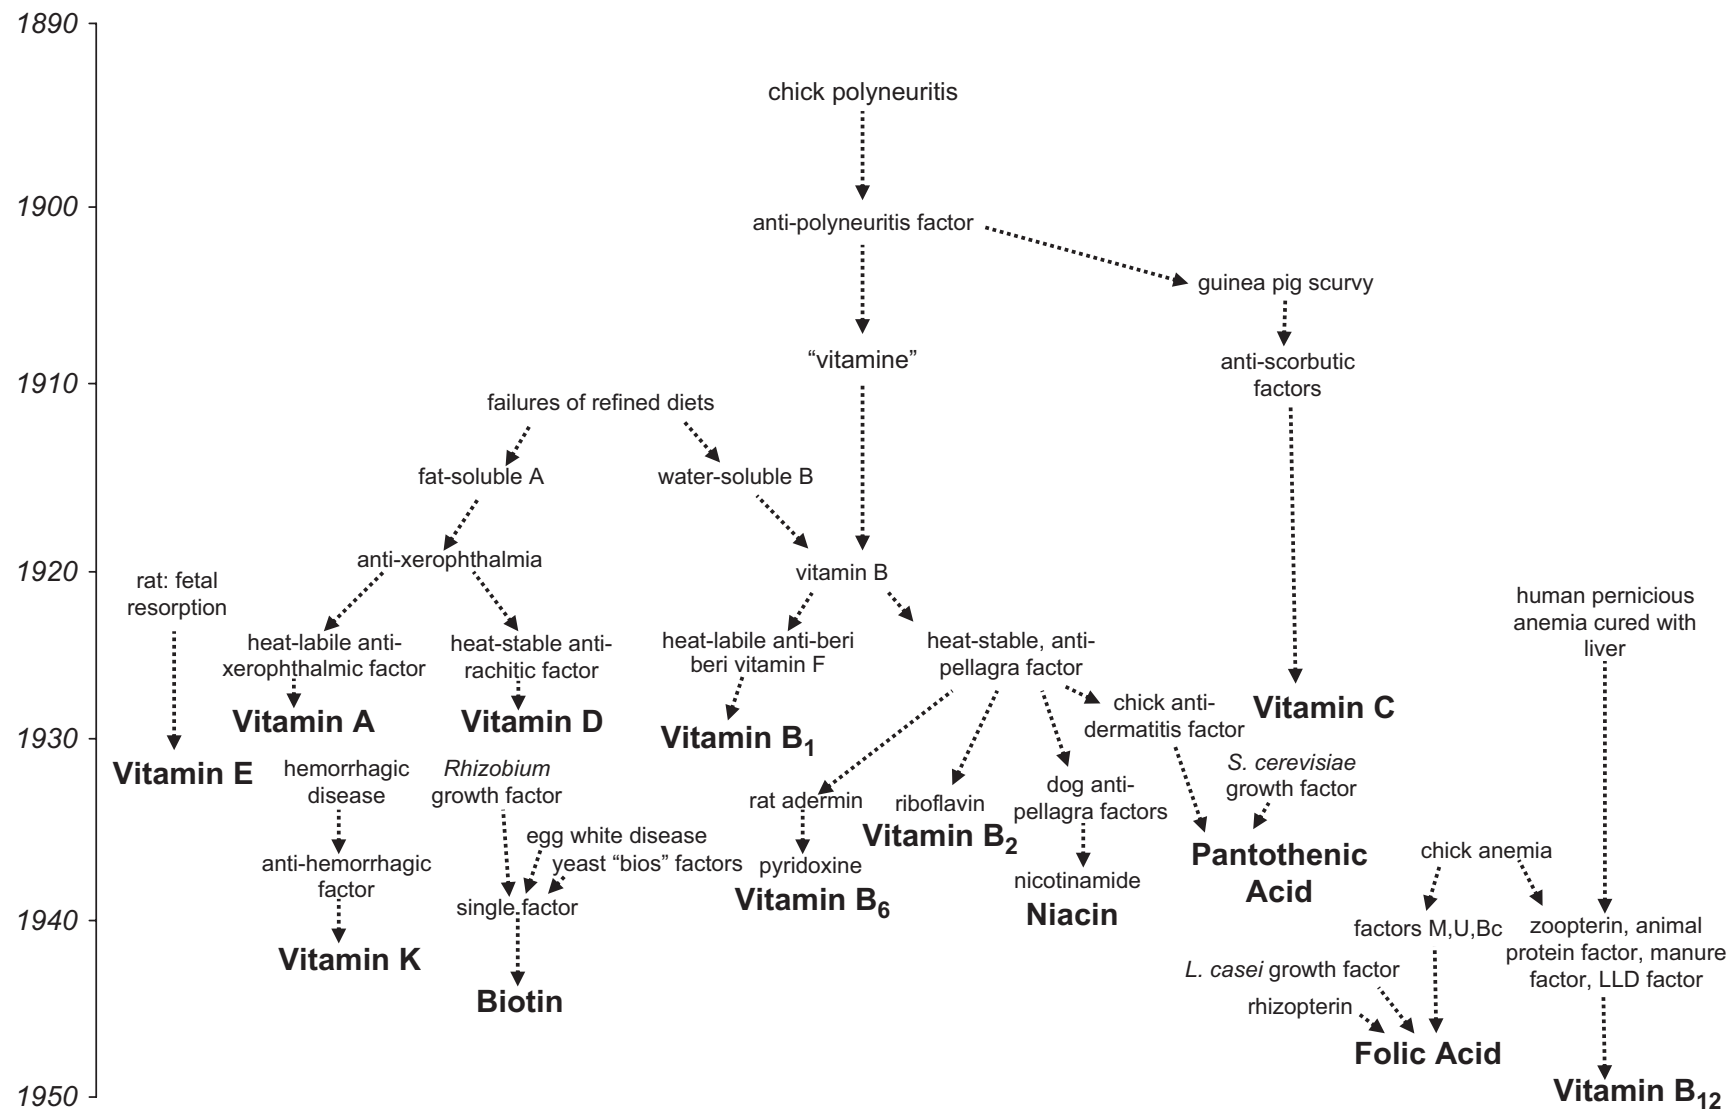 1890
chick polyneuritis
1900
anti-polyneuritis factor
guinea pig scurvy
“vitamine”
anti-scorbutic
factors
1910
failures of refined diets
fat-soluble A
water-soluble B
anti-xerophthalmia
1920
vitamin B
rat: fetal
resorption
human pernicious
anemia cured with
liver
heat-labile anti-
xerophthalmic factor
heat-stable anti-
rachitic factor
heat-labile anti-beri
beri vitamin F
heat-stable, anti-
pellagra factor
chick anti-
dermatitis factor
Vitamin C
Vitamin A
Vitamin D
Vitamin B1
1930
Vitamin E
hemorrhagic
disease
Rhizobium
growth factor
S. cerevisiae
growth factor
rat adermin
riboflavin
Vitamin B2
dog anti-
pellagra factors
egg white disease
yeast “bios” factors
pyridoxine
Vitamin B6
anti-hemorrhagic
factor
single factor
nicotinamide
Niacin
Pantothenic
Acid
chick anemia
1940
Vitamin K
Biotin
factors M,U,Bc
zoopterin, animal
protein factor, manure
factor, LLD factor
L. casei growth factor
rhizopterin
Folic Acid
Vitamin B12
1950